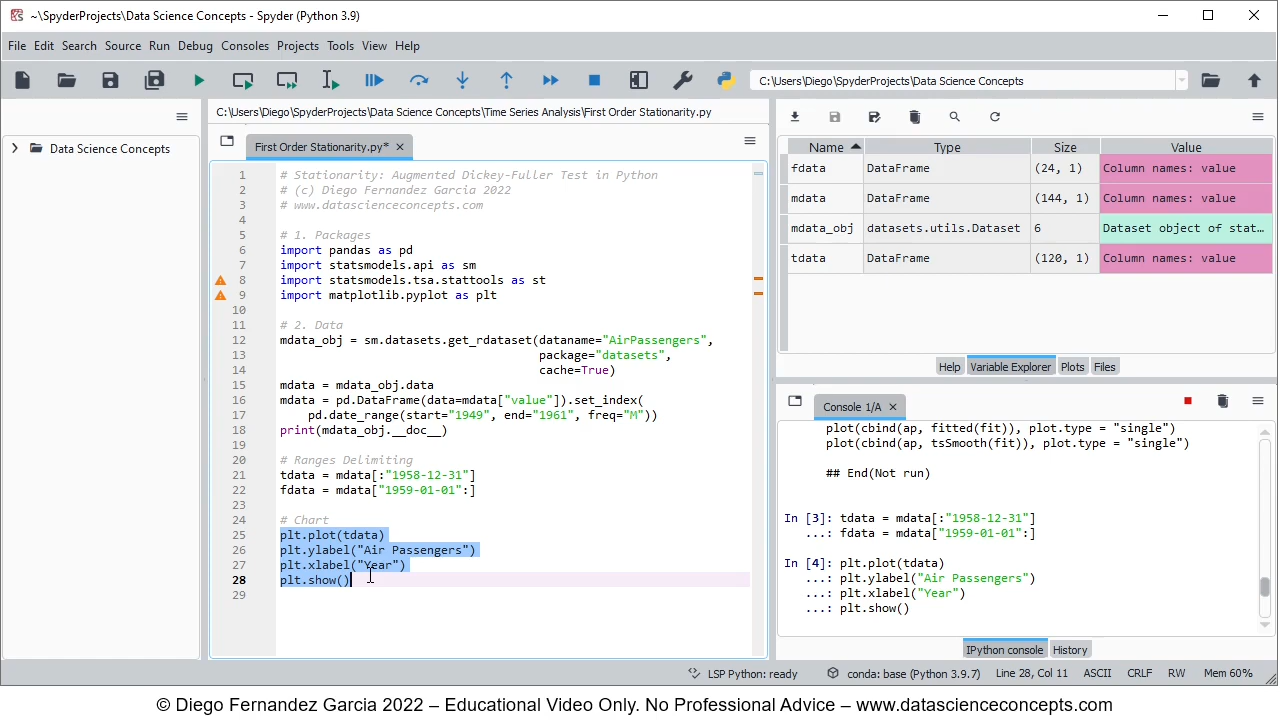 ~\SpyderProjects\Data Science Concepts - Spyder (Python 3.9)
File Edit Search Source Run Debug Consoles Projects Tools View Help
C:\Users\Diego\SpyderProjects\Data Science Concepts
Data Science Concepts
C:\Users\Diego\SpyderProjects\Data Science Concepts\Time Series Analysis\First Order Stationarity.py
First Order Stationarity.py*
1 # Stationarity: Augmented Dickey-Fuller Test in Python
2 # (c) Diego Fernandez Garcia 2022
3 # www.datascienceconcepts.com
4
5 # 1. Packages
6 import pandas as pd
7 import statsmodels.api as sm
8 import statsmodels.tsa.stattools as st
9 import matplotlib.pyplot as plt
10
11 # 2. Data
12 mdata_obj = sm.datasets.get_rdataset(dataname="AirPassengers",
13 package="datasets",
14 cache=True)
15 mdata = mdata_obj.data
16 mdata = pd.DataFrame(data=mdata["value"]).set_index(
17 pd.date_range(start="1949", end="1961", freq="M"))
18 print(mdata_obj.__doc__)
19
20 # Ranges Delimiting
21 tdata = mdata[:"1958-12-31"]
22 fdata = mdata["1959-01-01":]
23
24 # Chart
25 plt.plot(tdata)
26 plt.ylabel("Air Passengers")
27 plt.xlabel("Year")
28 plt.show()
29
Name Type Size Value
fdata DataFrame (24, 1) Column names: value
mdata DataFrame (144, 1) Column names: value
mdata_obj datasets.utils.Dataset 6 Dataset object of stat…
tdata DataFrame (120, 1) Column names: value
Help Variable Explorer Plots Files
Console 1/A
plot(cbind(ap, fitted(fit)), plot.type = "single")
plot(cbind(ap, tsSmooth(fit)), plot.type = "single")
## End(Not run)
In [3]: tdata = mdata[:"1958-12-31"]
...: fdata = mdata["1959-01-01":]
In [4]: plt.plot(tdata)
...: plt.ylabel("Air Passengers")
...: plt.xlabel("Year")
...: plt.show()
IPython console History
LSP Python: ready conda: base (Python 3.9.7) Line 28, Col 11 ASCII CRLF RW Mem 60%
© Diego Fernandez Garcia 2022 – Educational Video Only. No Professional Advice – www.datascienceconcepts.com